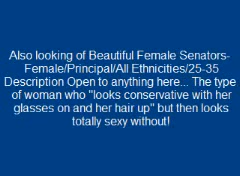 Also looking of Beautiful Female Senators-
Female/Principal/All Ethnicities/25-35
Description Open to anything here... The type
of woman who "looks conservative with her
glasses on and her hair up" but then looks
totally sexy without!